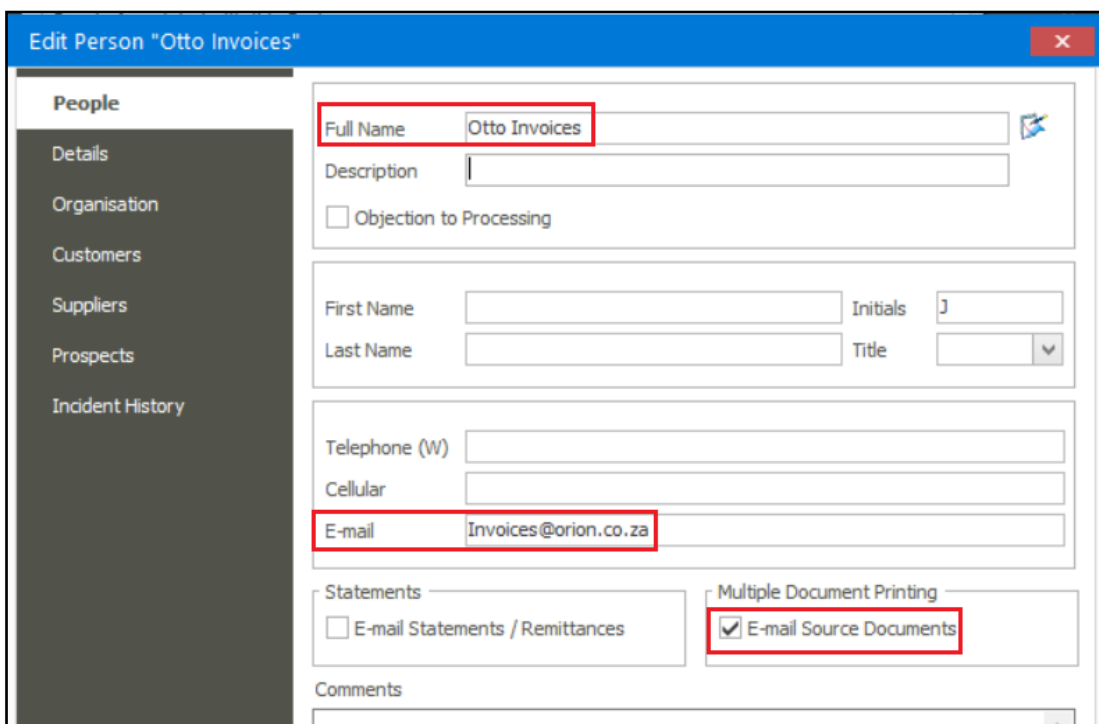 Edit Person "Otto Invoices"
People
Details
Organisation
Customers
Suppliers
Prospects
Incident History
Full Name Otto Invoices
Description
Objection to Processing
First Name Initials J
Last Name Title
Telephone (W)
Cellular
E-mail Invoices@orion.co.za
Statements Multiple Document Printing
E-mail Statements / Remittances E-mail Source Documents
Comments